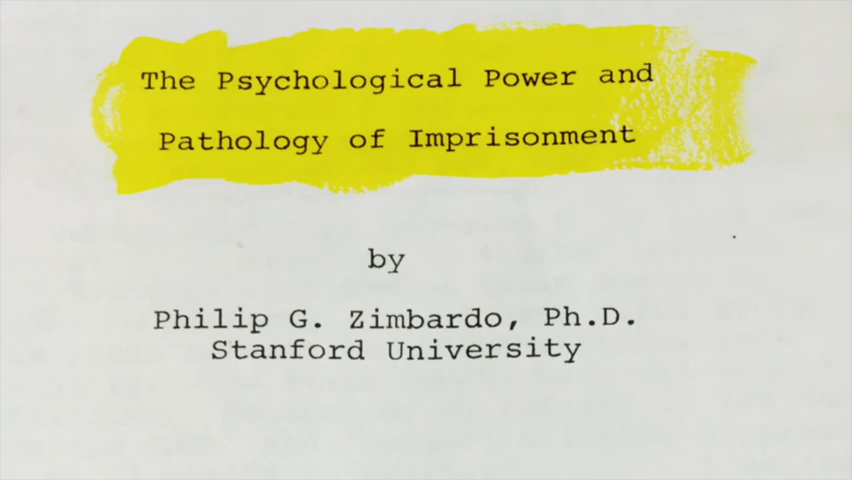 The Psychological Power and
Pathology of Imprisonment
by
Philip G. Zimbardo, Ph.D.
Stanford University